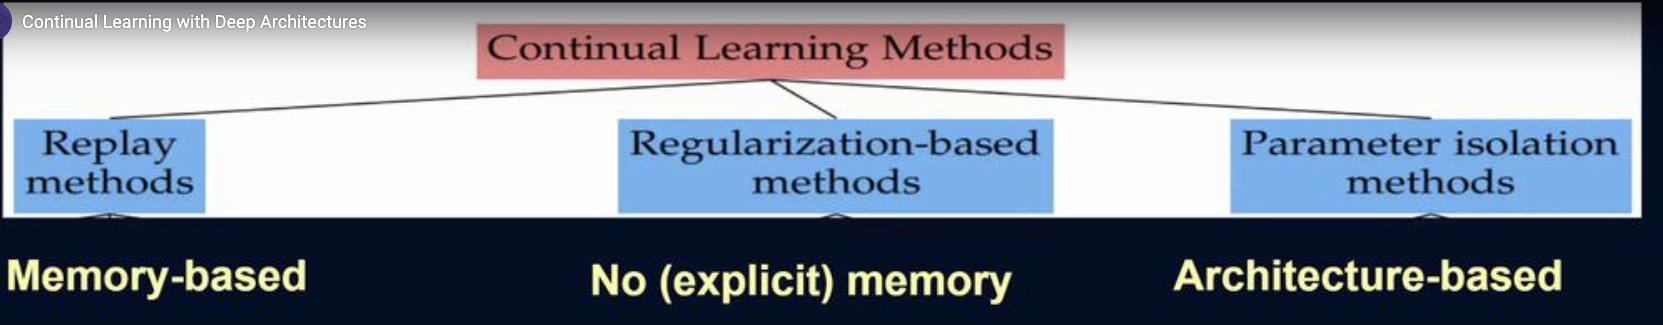 Continual Learning with Deep Architectures
Continual Learning Methods
Replay
methods
Regularization-based
methods
Parameter isolation
methods
Memory-based
No (explicit) memory
Architecture-based